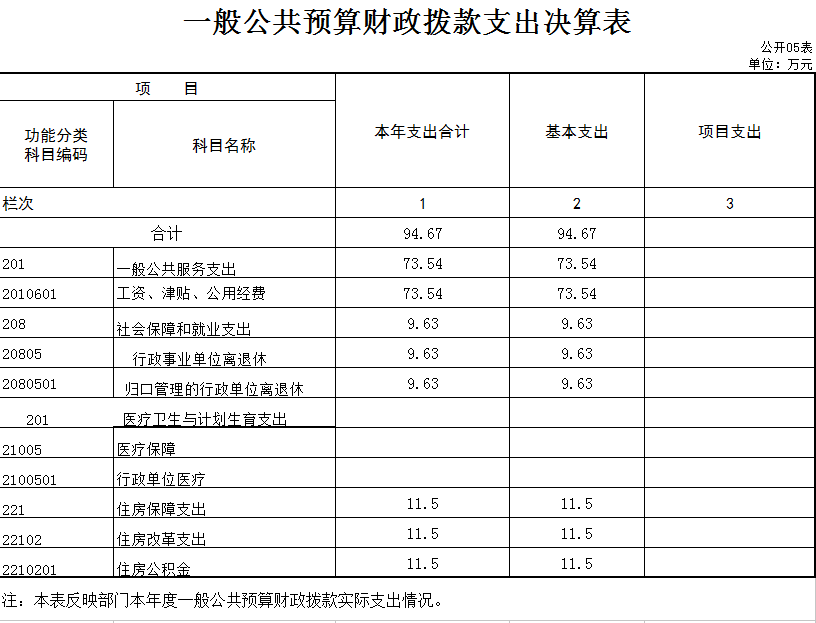 一般公共预算财政拨款支出决算表
公开05表
单位：万元
项 目
本年支出合计 基本支出 项目支出
功能分类
科目编码
科目名称
栏次 1 2 3
合计 94.67 94.67
201 一般公共服务支出 73.54 73.54
2010601 工资、津贴、公用经费 73.54 73.54
208 社会保障和就业支出 9.63 9.63
20805 行政事业单位离退休 9.63 9.63
2080501 归口管理的行政单位离退休 9.63 9.63
201 医疗卫生与计划生育支出
21005 医疗保障
2100501 行政单位医疗
221 住房保障支出 11.5 11.5
22102 住房改革支出 11.5 11.5
2210201 住房公积金 11.5 11.5
注：本表反映部门本年度一般公共预算财政拨款实际支出情况。